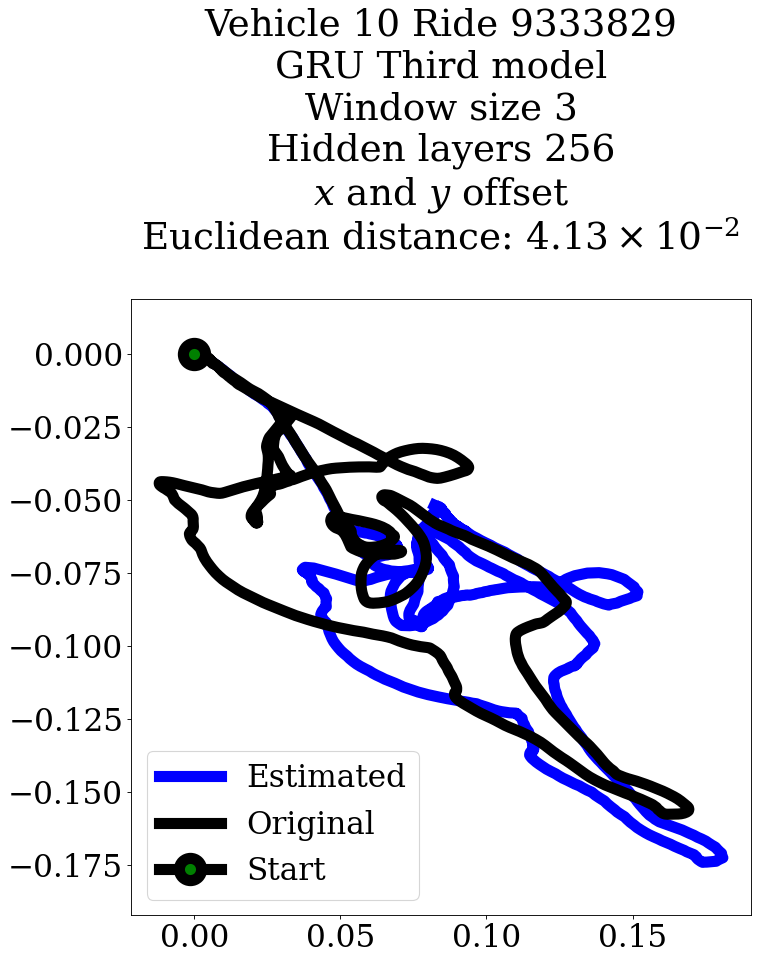 Vehicle 10 Ride 9333829
GRU Third model
Window size 3
Hidden layers 256
x and y offset
Euclidean distance: 4.13 × 10⁻²
0.000
−0.025
−0.050
−0.075
−0.100
−0.125
−0.150
−0.175
Estimated
Original
Start
0.00 0.05 0.10 0.15